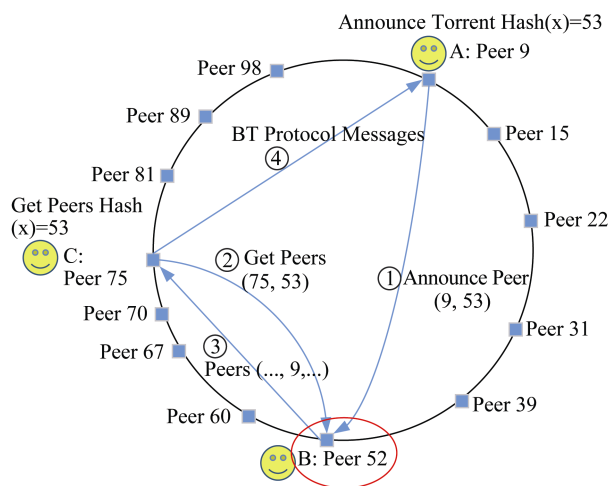 Announce Torrent Hash(x)=53
A: Peer 9
Peer 98
Peer 89
BT Protocol Messages
Peer 15
④
Peer 81
Get Peers Hash
(x)=53
C:
Peer 75
Peer 22
② Get Peers
(75, 53)
① Announce Peer
(9, 53)
Peer 70
Peer 31
Peer 67
③
Peers (..., 9,...)
Peer 39
Peer 60
B: Peer 52